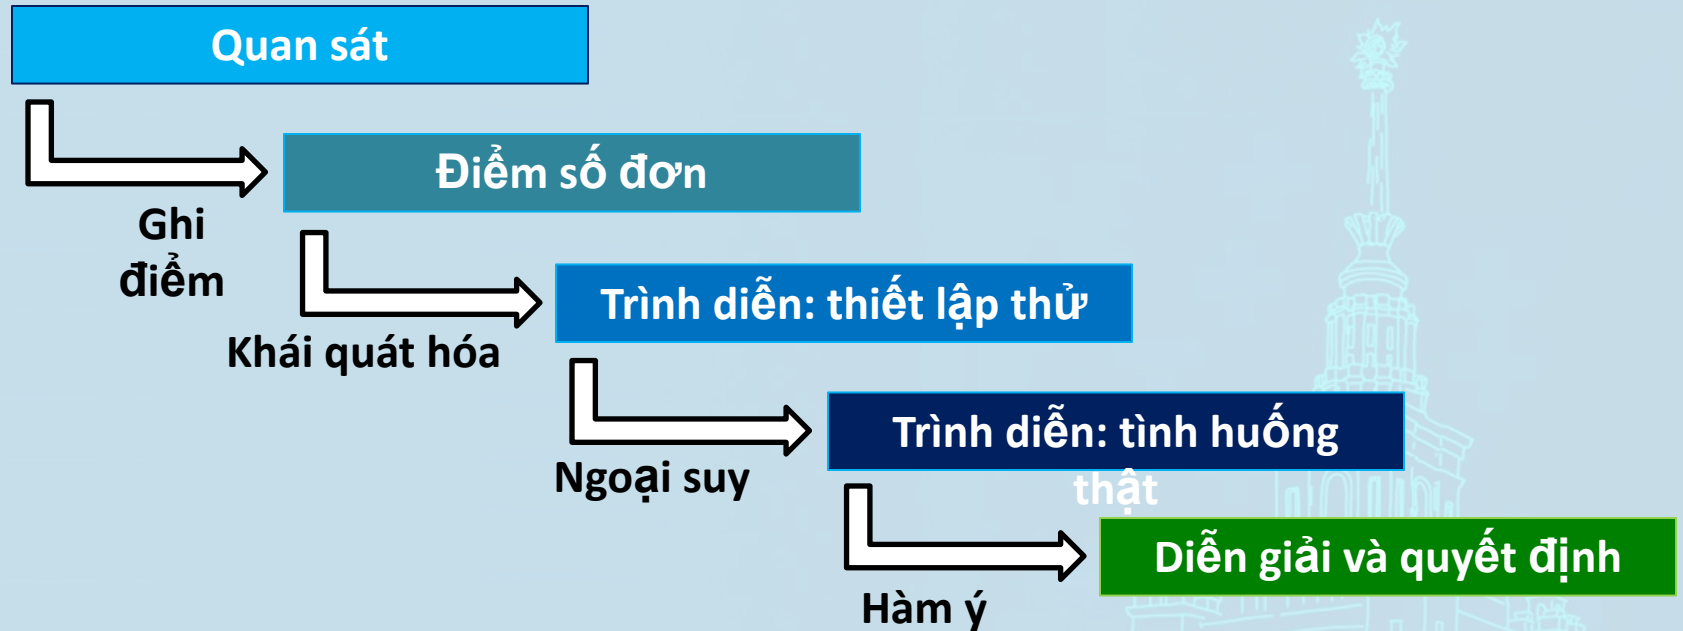 Quan sát
Điểm số đơn
Ghi
điểm
Trình diễn: thiết lập thử
Khái quát hóa
Trình diễn: tình huống
thật
Ngoại suy
Diễn giải và quyết định
Hàm ý